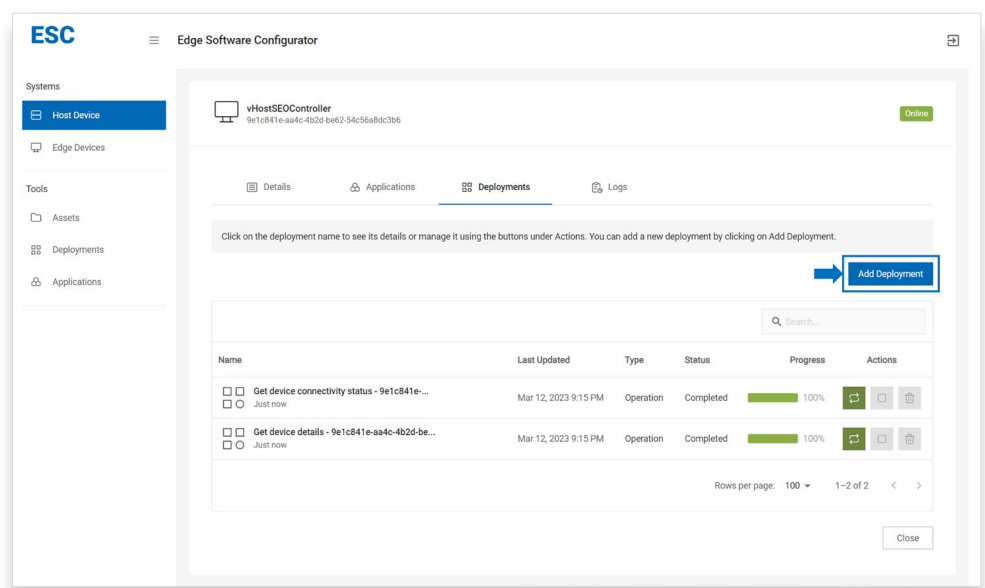 ESC
Edge Software Configurator
Systems
Host Device
Edge Devices
Tools
Assets
Deployments
Applications
vHostSEOController
9e1c841e-aa4c-4b2d-be62-54c56a8dc3b6
Online
Details Applications Deployments Logs
Click on the deployment name to see its details or manage it using the buttons under Actions. You can add a new deployment by clicking on Add Deployment.
Add Deployment
Search...
Name Last Updated Type Status Progress Actions
Get device connectivity status - 9e1c841e-... Mar 12, 2023 9:15 PM Operation Completed 100%
Just now
Get device details - 9e1c841e-aa4c-4b2d-be... Mar 12, 2023 9:15 PM Operation Completed 100%
Just now
Rows per page: 100 1–2 of 2
Close